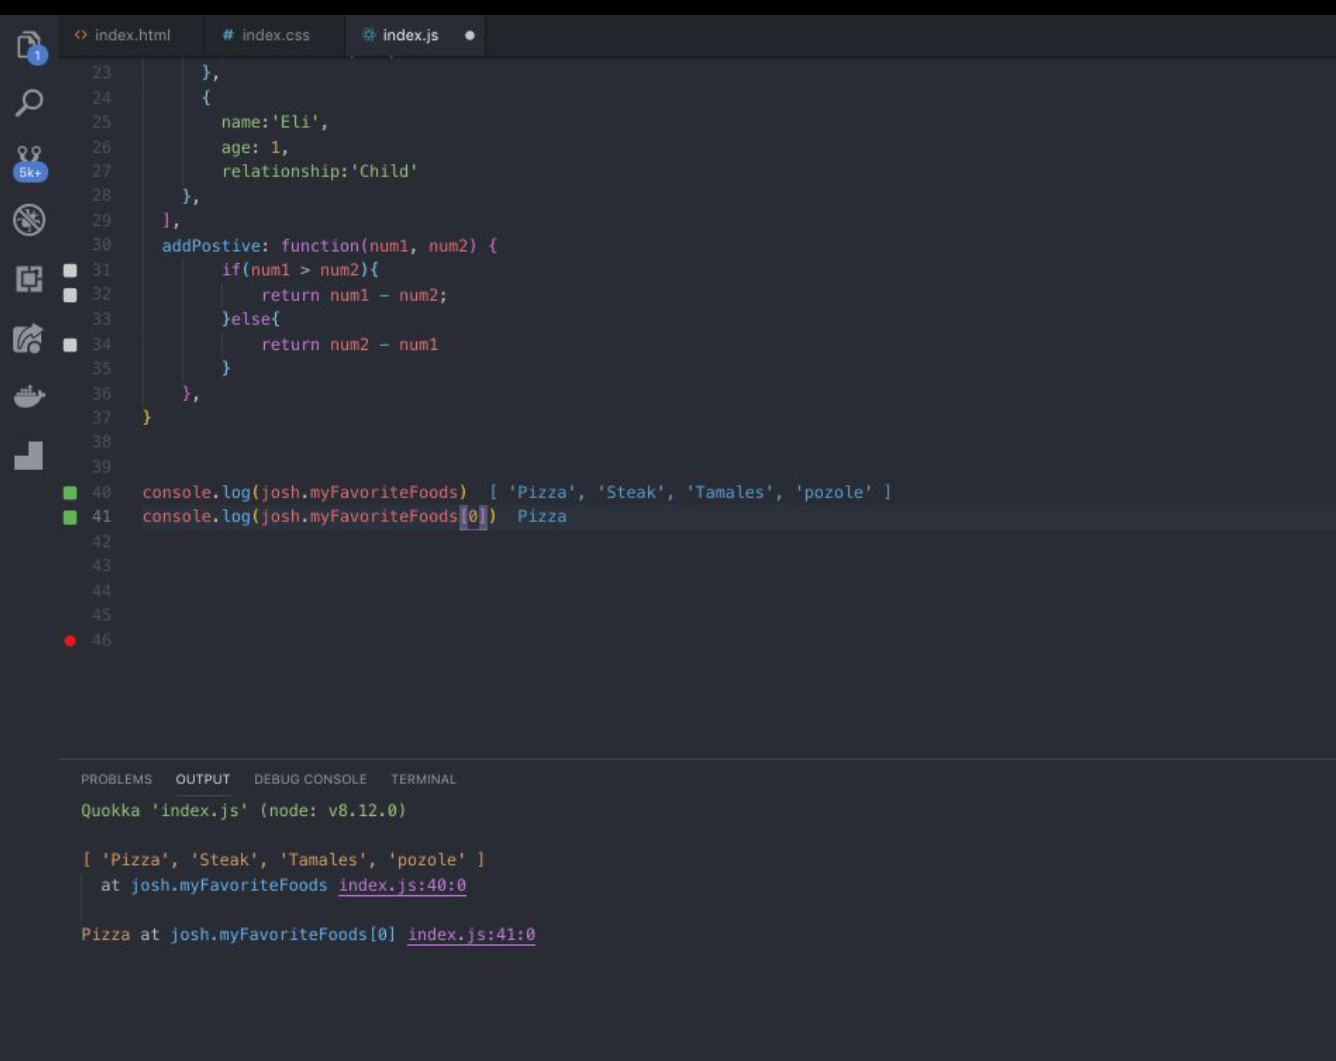 index.html
# index.css
index.js
1
5k+
23 },
24 {
25 name:'Eli',
26 age: 1,
27 relationship:'Child'
28 },
29 ],
30 addPostive: function(num1, num2) {
31 if(num1 > num2){
32 return num1 - num2;
33 }else{
34 return num2 - num1
35 }
36 },
37 }
38
39
40 console.log(josh.myFavoriteFoods) [ 'Pizza', 'Steak', 'Tamales', 'pozole' ]
41 console.log(josh.myFavoriteFoods[0]) Pizza
42
43
44
45
46
PROBLEMS OUTPUT DEBUG CONSOLE TERMINAL
Quokka 'index.js' (node: v8.12.0)
[ 'Pizza', 'Steak', 'Tamales', 'pozole' ]
at josh.myFavoriteFoods index.js:40:0
Pizza at josh.myFavoriteFoods[0] index.js:41:0